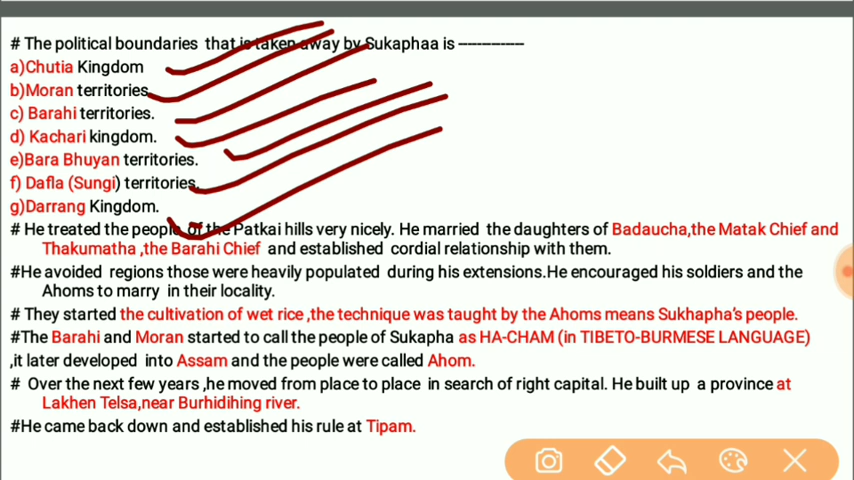 # The political boundaries that is taken away by Sukaphaa is -------------
a)Chutia Kingdom
b)Moran territories
c) Barahi territories.
d) Kachari kingdom.
e)Bara Bhuyan territories.
f) Dafla (Sungi) territories
g)Darrang Kingdom.
# He treated the people of the Patkai hills very nicely. He married the daughters of Badaucha,the Matak Chief and
Thakumatha ,the Barahi Chief and established cordial relationship with them.
#He avoided regions those were heavily populated during his extensions.He encouraged his soldiers and the
Ahoms to marry in their locality.
# They started the cultivation of wet rice ,the technique was taught by the Ahoms means Sukhapha's people.
#The Barahi and Moran started to call the people of Sukapha as HA-CHAM (in TIBETO-BURMESE LANGUAGE)
,it later developed into Assam and the people were called Ahom.
# Over the next few years ,he moved from place to place in search of right capital. He built up a province at
Lakhen Telsa,near Burhidihing river.
#He came back down and established his rule at Tipam.